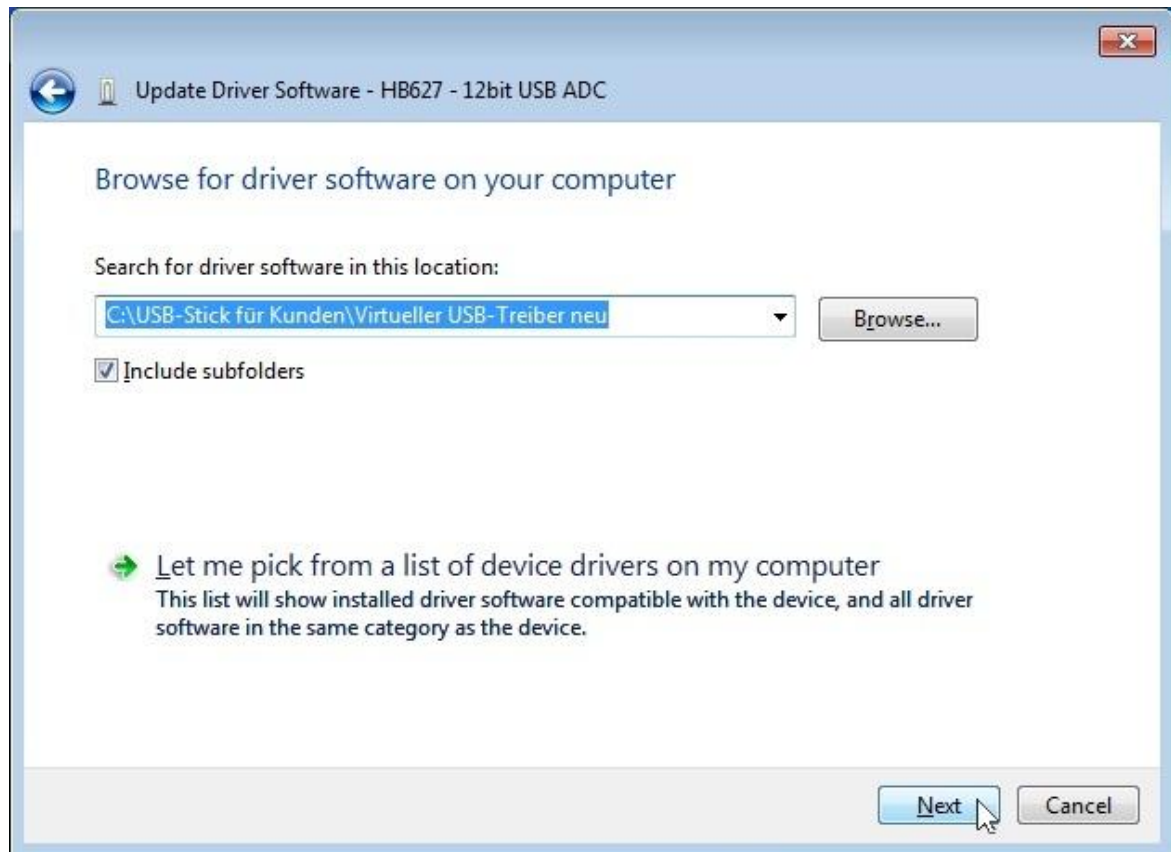 Update Driver Software - HB627 - 12bit USB ADC
Browse for driver software on your computer
Search for driver software in this location:
C:\USB-Stick für Kunden\Virtueller USB-Treiber neu
Browse...
Include subfolders
Let me pick from a list of device drivers on my computer
This list will show installed driver software compatible with the device, and all driver
software in the same category as the device.
Next
Cancel